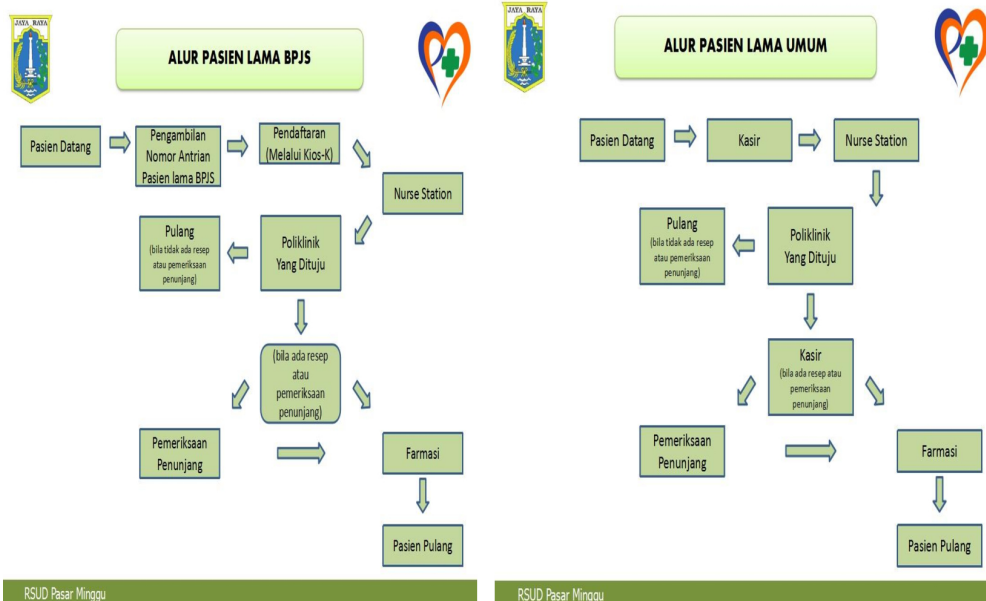 JAYA RAYA
ALUR PASIEN LAMA BPJS
Pasien Datang
Pengambilan
Nomor Antrian
Pasien lama BPJS
Pendaftaran
(Melalui Kios-K)
Nurse Station
Pulang
(bila tidak ada resep
atau pemeriksaan
penunjang)
Poliklinik
Yang Dituju
(bila ada resep
atau
pemeriksaan
penunjang)
Pemeriksaan
Penunjang
Farmasi
Pasien Pulang
RSUD Pasar Minggu
JAYA RAYA
ALUR PASIEN LAMA UMUM
Pasien Datang
Kasir
Nurse Station
Pulang
(bila tidak ada resep
atau pemeriksaan
penunjang)
Poliklinik
Yang Dituju
Kasir
(bila ada resep atau
pemeriksaan
penunjang)
Pemeriksaan
Penunjang
Farmasi
Pasien Pulang
RSUD Pasar Minggu